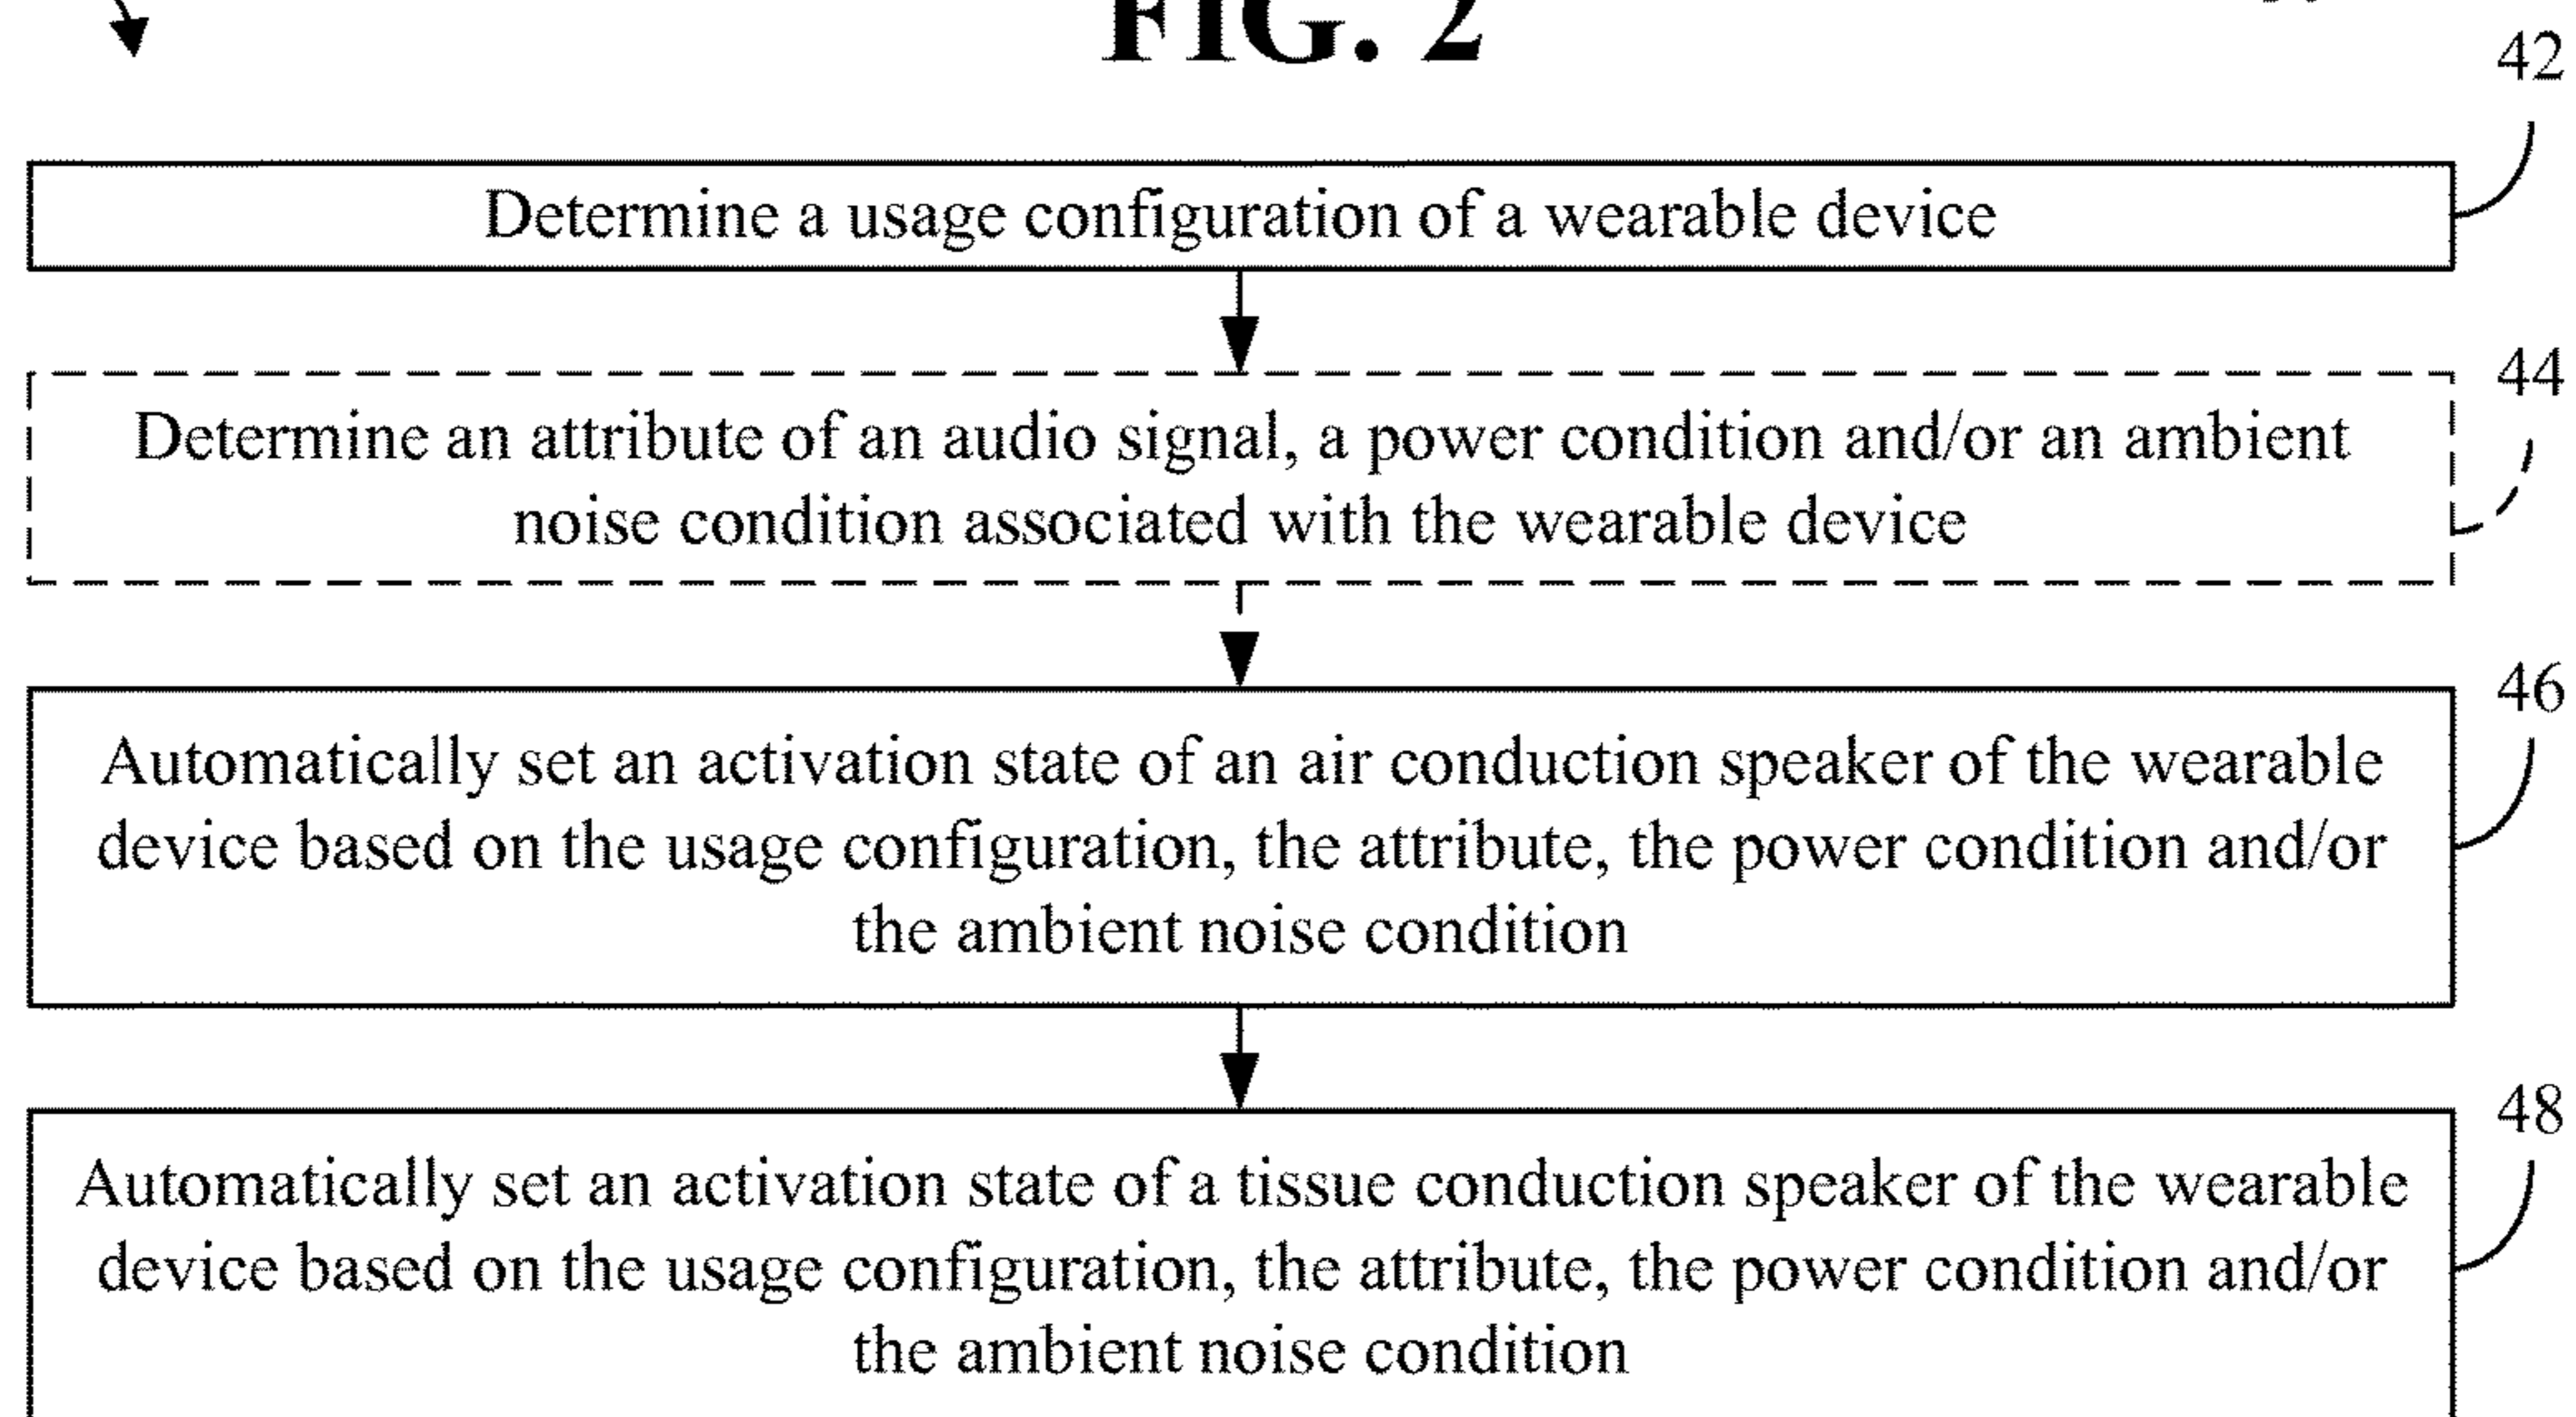 FIG. 2
42
Determine a usage configuration of a wearable device
44
Determine an attribute of an audio signal, a power condition and/or an ambient
noise condition associated with the wearable device
46
Automatically set an activation state of an air conduction speaker of the wearable
device based on the usage configuration, the attribute, the power condition and/or
the ambient noise condition
48
Automatically set an activation state of a tissue conduction speaker of the wearable
device based on the usage configuration, the attribute, the power condition and/or
the ambient noise condition